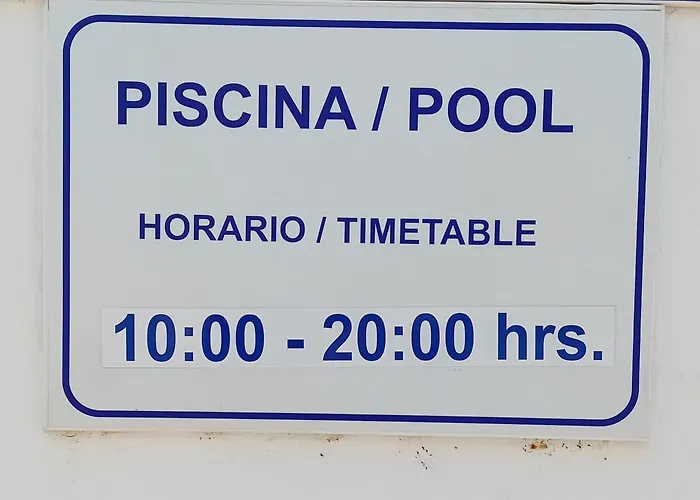 PISCINA / POOL
HORARIO / TIMETABLE
10:00 - 20:00 hrs.